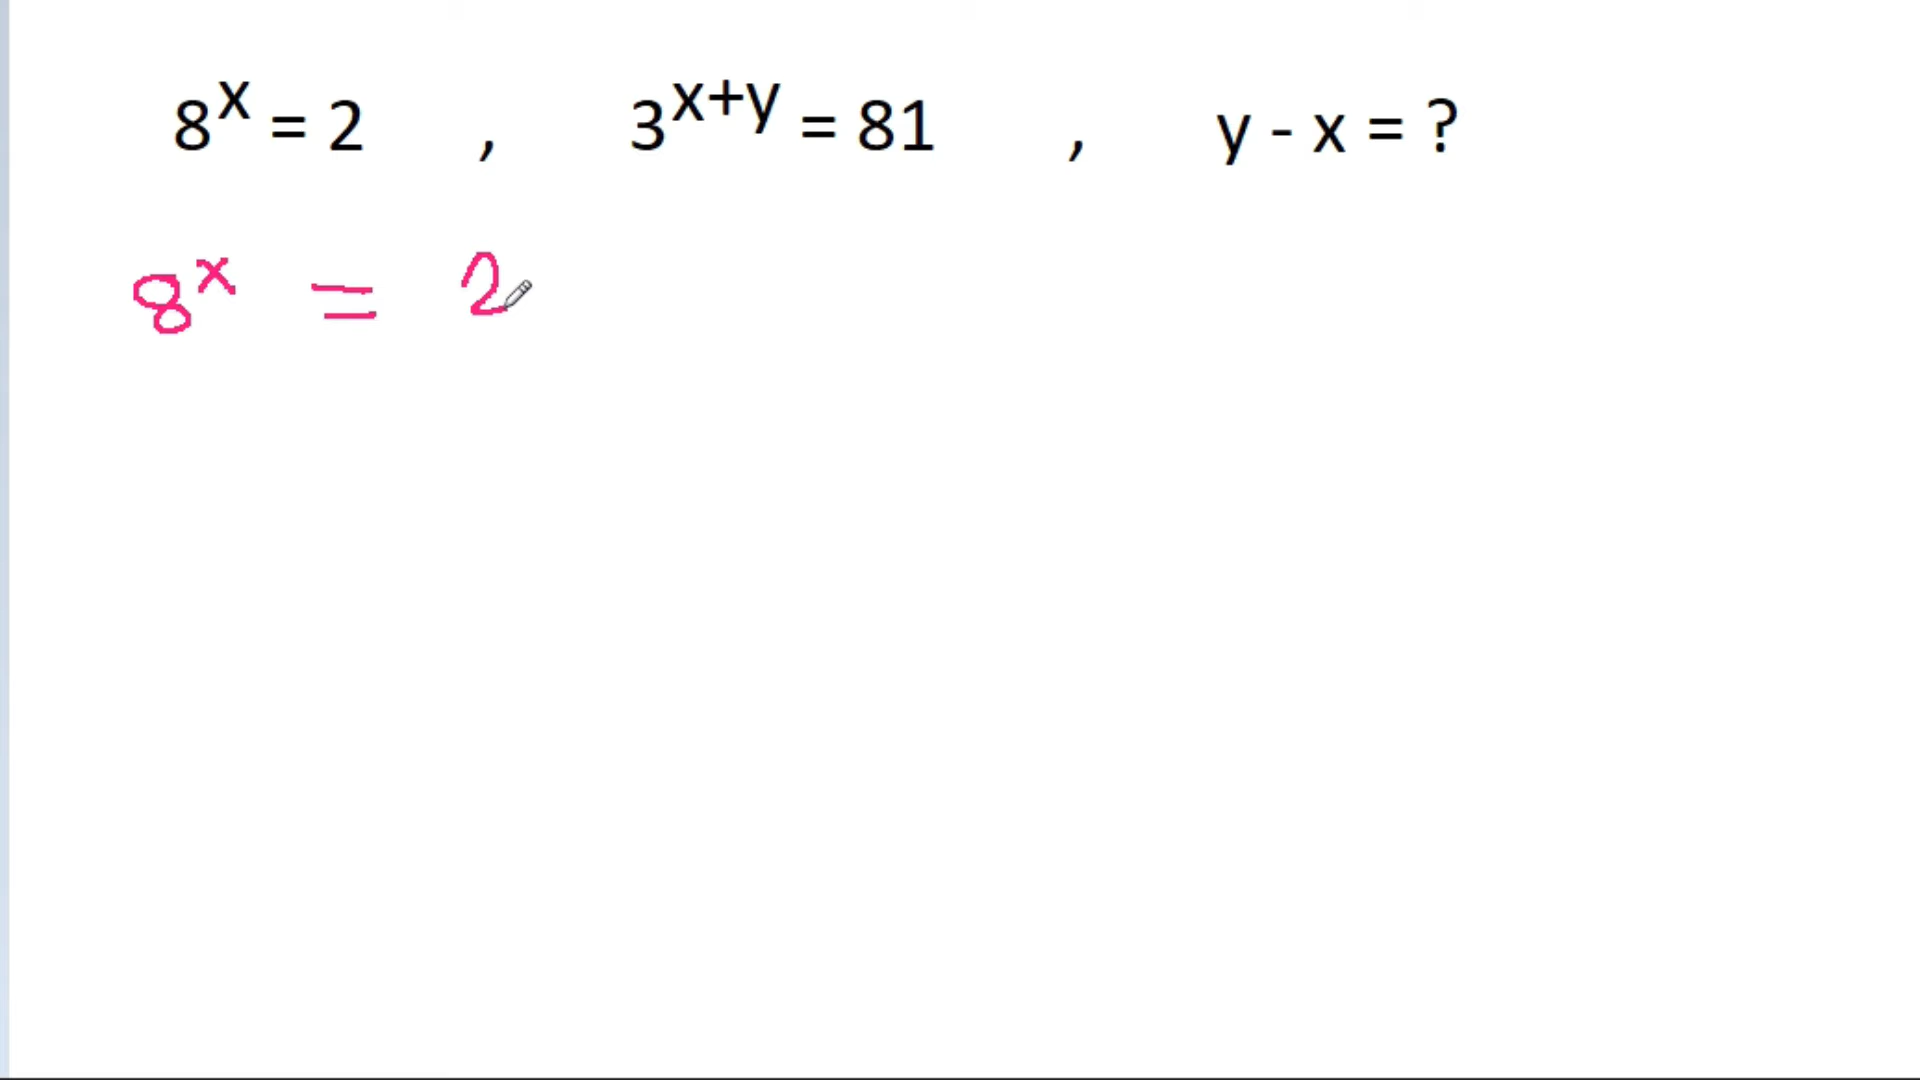 8^x = 2 , 3^x+y = 81 , y - x = ?
8^x = 2